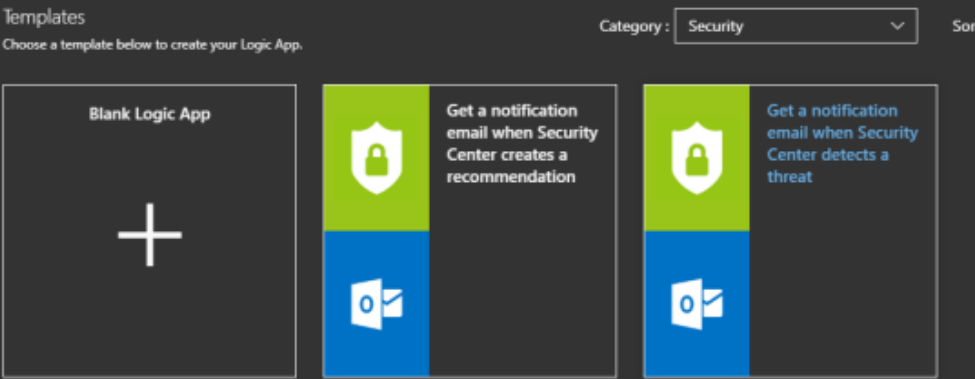 Templates
Category : Security
Choose a template below to create your Logic App.
Blank Logic App
Get a notification
email when Security
Center creates a
recommendation
Get a notification
email when Security
Center detects a
threat